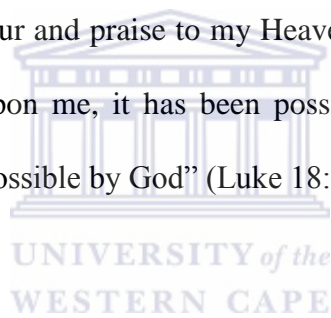 ur and praise to my Heave
pon me, it has been poss
ossible by God” (Luke 18:
UNIVERSITY of the
WESTERN CAPE